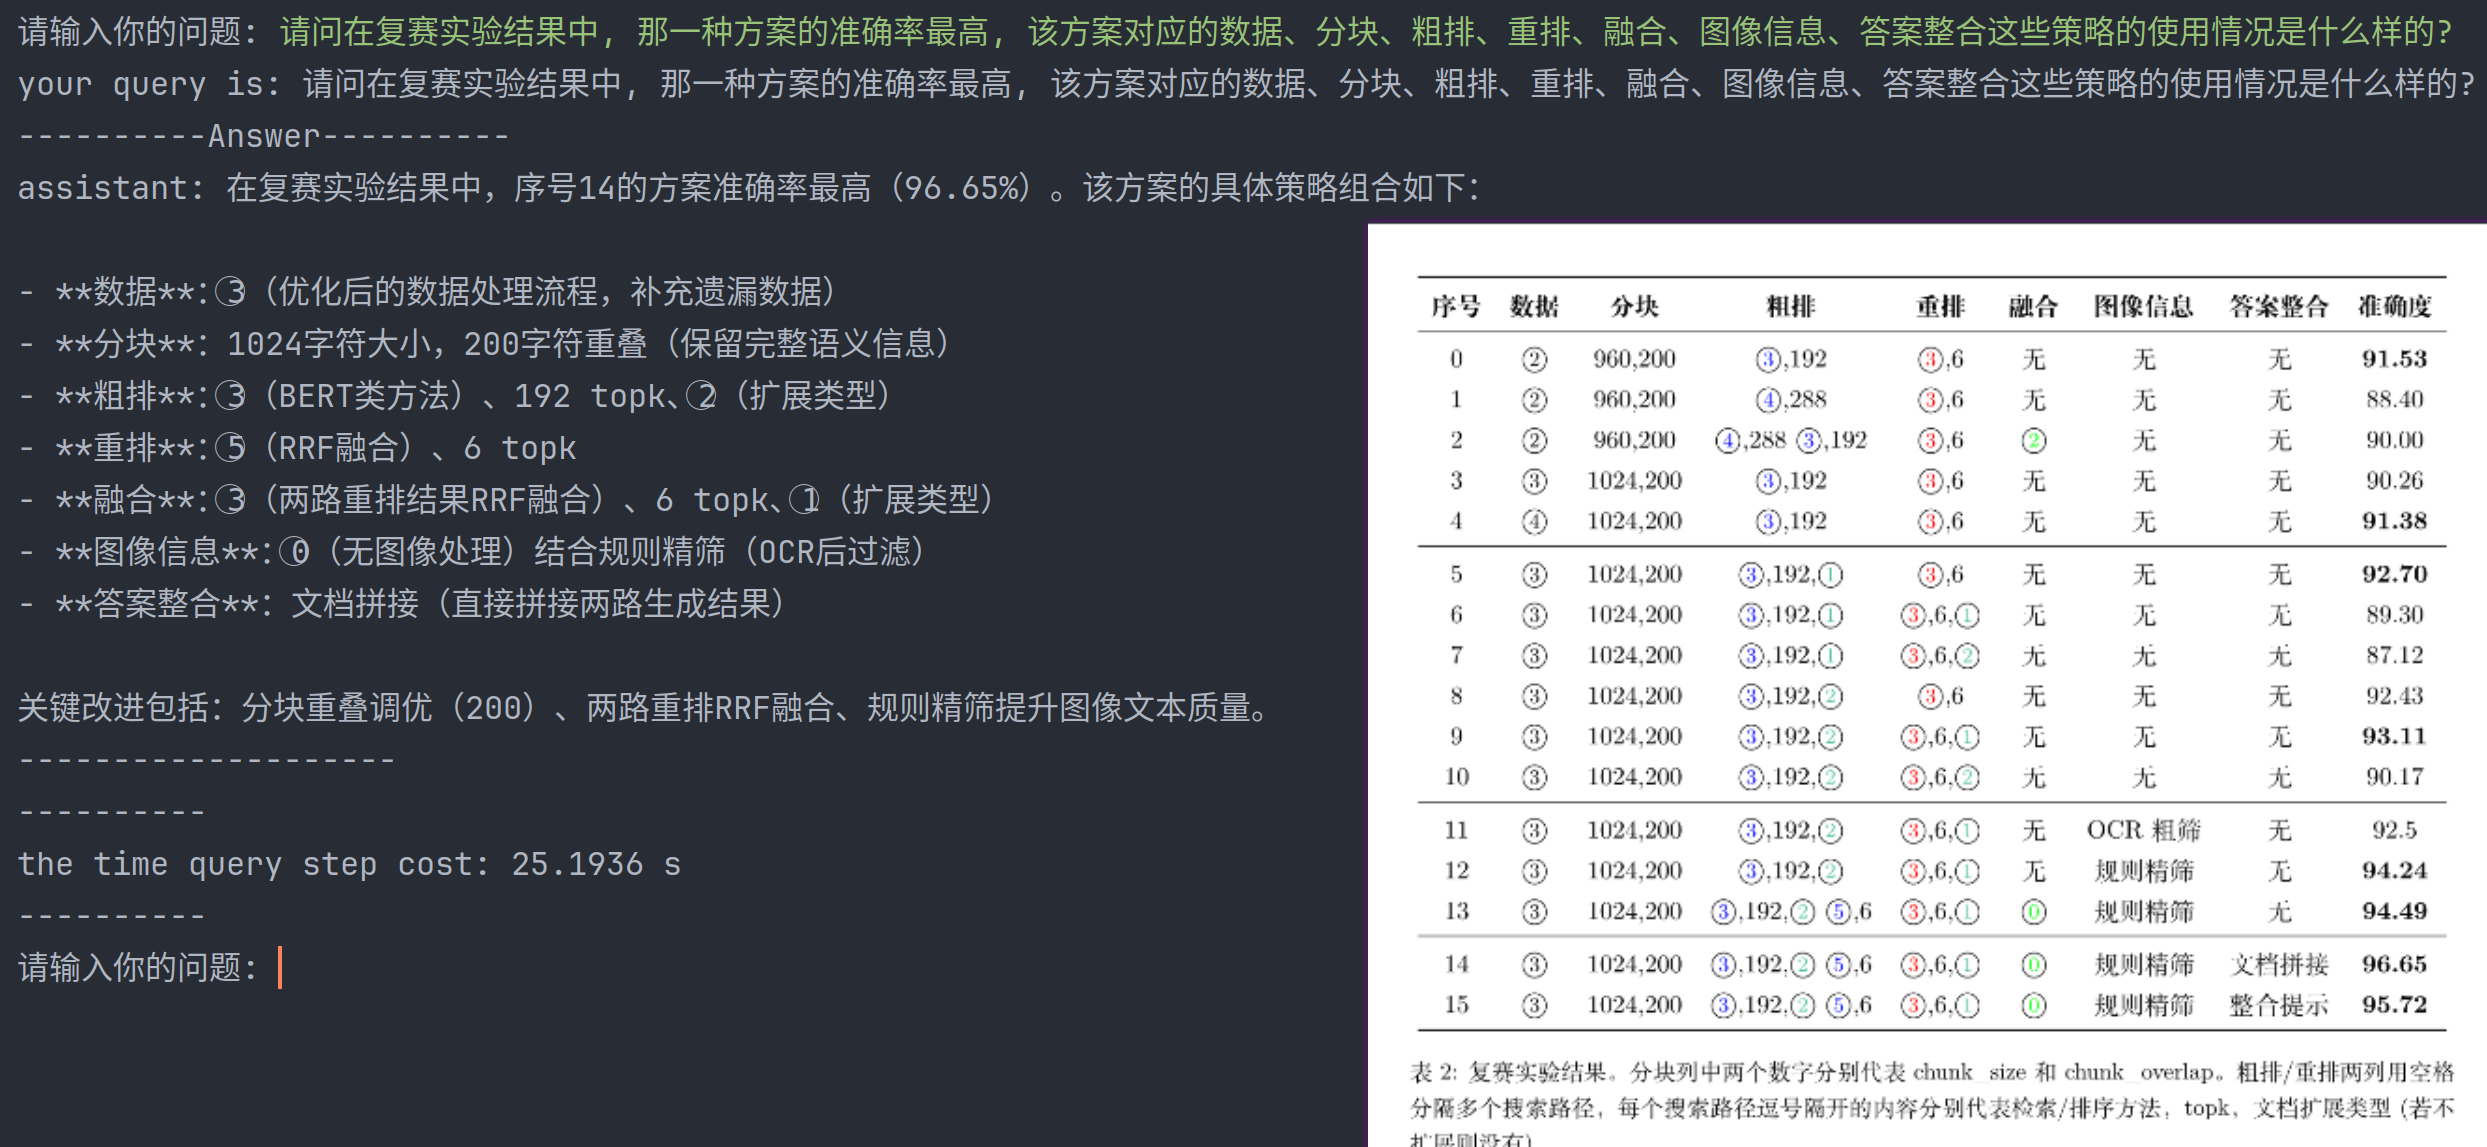 请输入你的问题: 请问在复赛实验结果中, 那一种方案的准确率最高, 该方案对应的数据、分块、粗排、重排、融合、图像信息、答案整合这些策略的使用情况是什么样的?
your query is: 请问在复赛实验结果中, 那一种方案的准确率最高, 该方案对应的数据、分块、粗排、重排、融合、图像信息、答案整合这些策略的使用情况是什么样的?
----------Answer----------
assistant: 在复赛实验结果中，序号14的方案准确率最高（96.65%）。该方案的具体策略组合如下：
- **数据**：③（优化后的数据处理流程，补充遗漏数据）
- **分块**：1024字符大小，200字符重叠（保留完整语义信息）
- **粗排**：③（BERT类方法）、192 topk、②（扩展类型）
- **重排**：⑤（RRF融合）、6 topk
- **融合**：③（两路重排结果RRF融合）、6 topk、①（扩展类型）
- **图像信息**：⓪（无图像处理）结合规则精筛（OCR后过滤）
- **答案整合**：文档拼接（直接拼接两路生成结果）
关键改进包括：分块重叠调优（200）、两路重排RRF融合、规则精筛提升图像文本质量。
--------------------
----------
the time query step cost: 25.1936 s
----------
请输入你的问题:
序号 数据 分块 粗排 重排 融合 图像信息 答案整合 准确度
0 ② 960,200 ③,192 ③,6 无 无 无 91.53
1 ② 960,200 ④,288 ③,6 无 无 无 88.40
2 ② 960,200 ④,288 ③,192 ③,6 ② 无 无 90.00
3 ③ 1024,200 ③,192 ③,6 无 无 无 90.26
4 ④ 1024,200 ③,192 ③,6 无 无 无 91.38
5 ③ 1024,200 ③,192,① ③,6 无 无 无 92.70
6 ③ 1024,200 ③,192,① ③,6,① 无 无 无 89.30
7 ③ 1024,200 ③,192,① ③,6,② 无 无 无 87.12
8 ③ 1024,200 ③,192,② ③,6 无 无 无 92.43
9 ③ 1024,200 ③,192,② ③,6,① 无 无 无 93.11
10 ③ 1024,200 ③,192,② ③,6,② 无 无 无 90.17
11 ③ 1024,200 ③,192,② ③,6,① 无 OCR 粗筛 无 92.5
12 ③ 1024,200 ③,192,② ③,6,① 无 规则精筛 无 94.24
13 ③ 1024,200 ③,192,② ⑤,6 ③,6,① ⓪ 规则精筛 无 94.49
14 ③ 1024,200 ③,192,② ⑤,6 ③,6,① ⓪ 规则精筛 文档拼接 96.65
15 ③ 1024,200 ③,192,② ⑤,6 ③,6,① ⓪ 规则精筛 整合提示 95.72
表 2: 复赛实验结果。分块列中两个数字分别代表 chunk_size 和 chunk_overlap。粗排/重排两列用空格
分隔多个搜索路径，每个搜索路径逗号隔开的内容分别代表检索/排序方法，topk，文档扩展类型 (若不
扩展则没有)